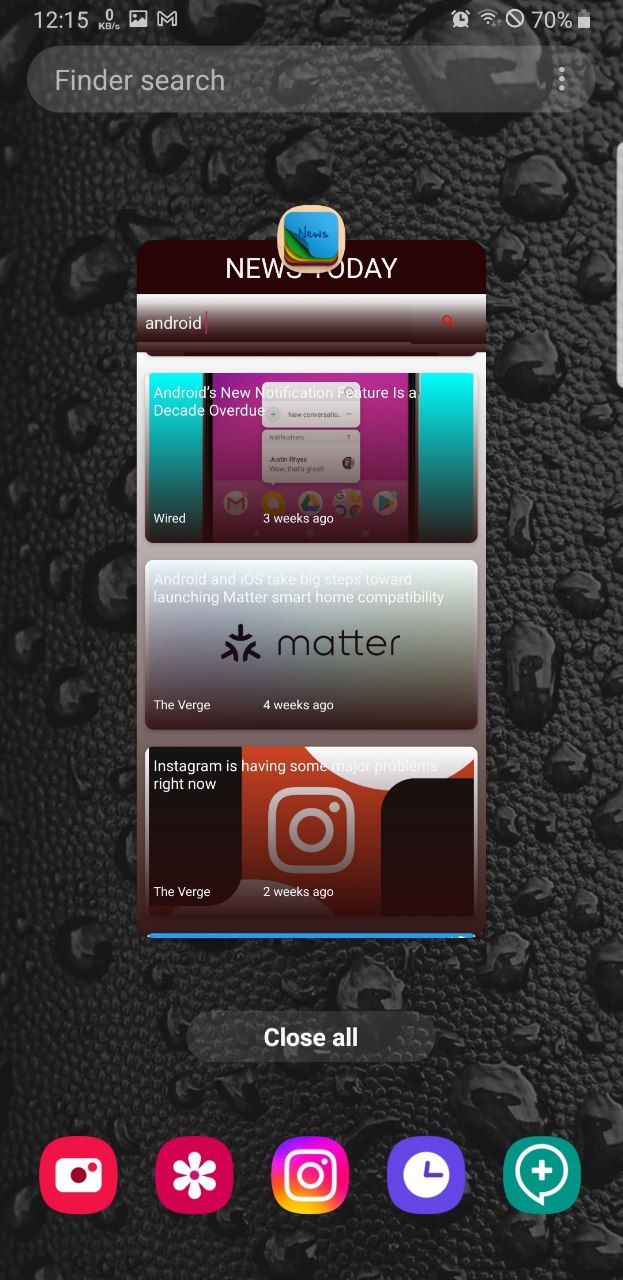 12:15 0 KB/s 70%
Finder search
News
NEWS TODAY
android
Android's New Notification Feature Is a
Decade Overdue
New conversatio..
Notifications 7
Justin Rhyss
Wow, that's great!
Wired 3 weeks ago
Android and iOS take big steps toward
launching Matter smart home compatibility
matter
The Verge 4 weeks ago
Instagram is having some major problems
right now
The Verge 2 weeks ago
Close all